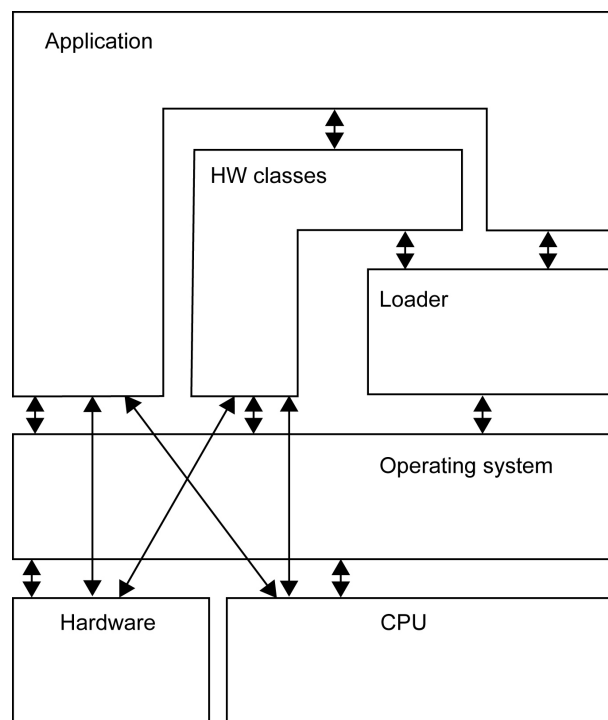 Application
HW classes
Loader
Operating system
Hardware
CPU